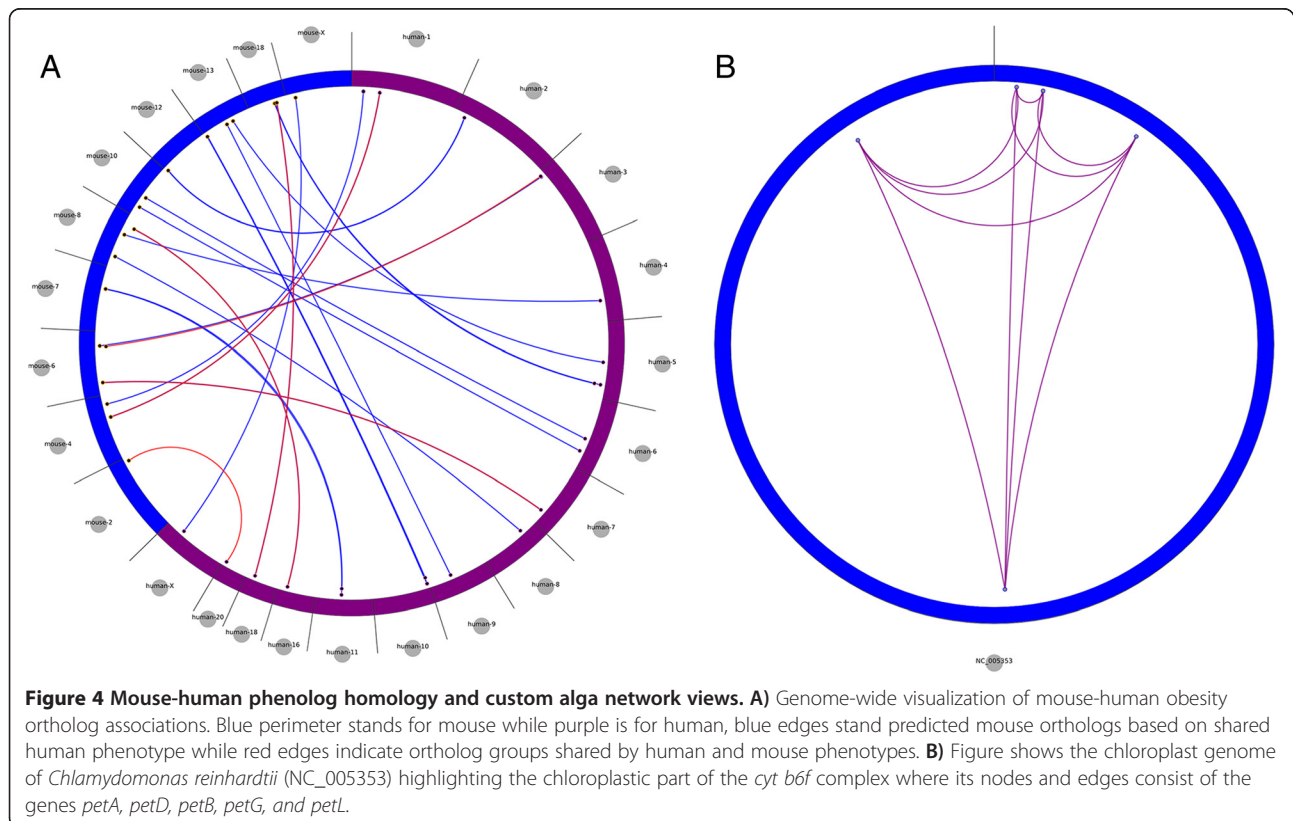 A
B
human-1
human-2
human-3
human-4
human-5
human-6
human-7
human-8
human-9
human-10
human-11
human-16
human-18
human-20
human-X
mouse-2
mouse-4
mouse-6
mouse-7
mouse-8
mouse-10
mouse-12
mouse-13
mouse-18
mouse-X
NC_005353
Figure 4 Mouse-human phenolog homology and custom alga network views. A) Genome-wide visualization of mouse-human obesity
ortholog associations. Blue perimeter stands for mouse while purple is for human, blue edges stand predicted mouse orthologs based on shared
human phenotype while red edges indicate ortholog groups shared by human and mouse phenotypes. B) Figure shows the chloroplast genome
of Chlamydomonas reinhardtii (NC_005353) highlighting the chloroplastic part of the cyt b6f complex where its nodes and edges consist of the
genes petA, petD, petB, petG, and petL.